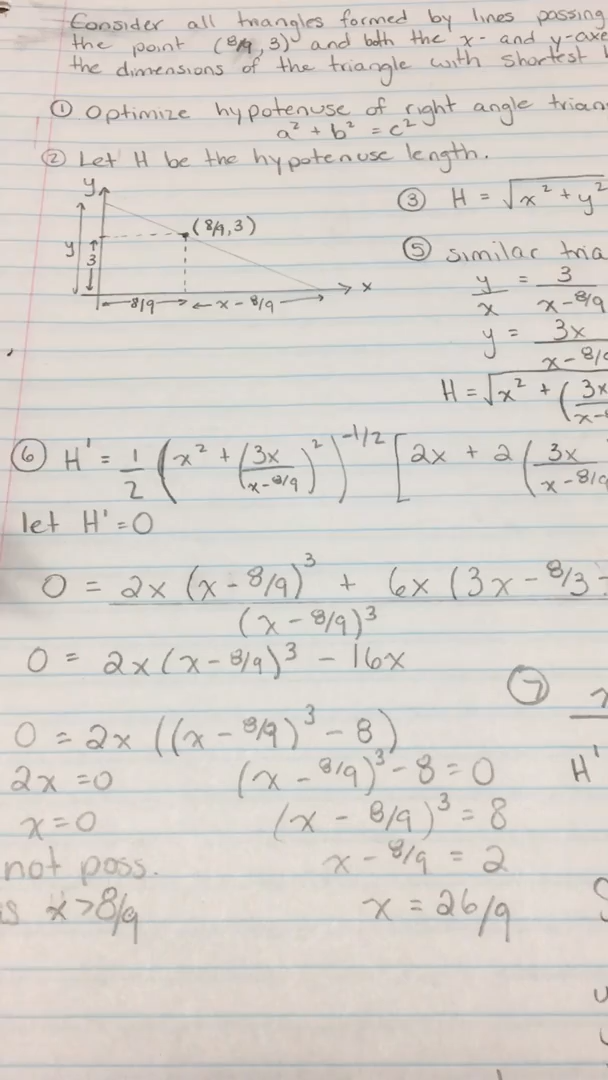 Consider all triangles formed by lines passing
the point (8/9, 3) and both the x- and y-axe
the dimensions of the triangle with shortest
① Optimize hypotenuse of right angle trian
a² + b² = c²
② Let H be the hypotenuse length.
③ H = √x² + y²
y
(8/9, 3)
y
3
x
8/9
x - 8/9
⑤ similar tria
y/x = 3/(x - 8/9)
y = 3x/(x - 8/9
H = √x² + (3x/(x -
⑥ H' = 1/2 (x² + (3x/(x - 8/9))²)^-1/2 [2x + 2 (3x/(x - 8/9
let H' = 0
0 = 2x (x - 8/9)³ + 6x (3x - 8/3 - / (x - 8/9)³
0 = 2x (x - 8/9)³ - 16x
⑦
0 = 2x ((x - 8/9)³ - 8)
H'
2x = 0 (x - 8/9)³ - 8 = 0
x = 0 (x - 8/9)³ = 8
not poss. x - 8/9 = 2
is x > 8/9 x = 26/9